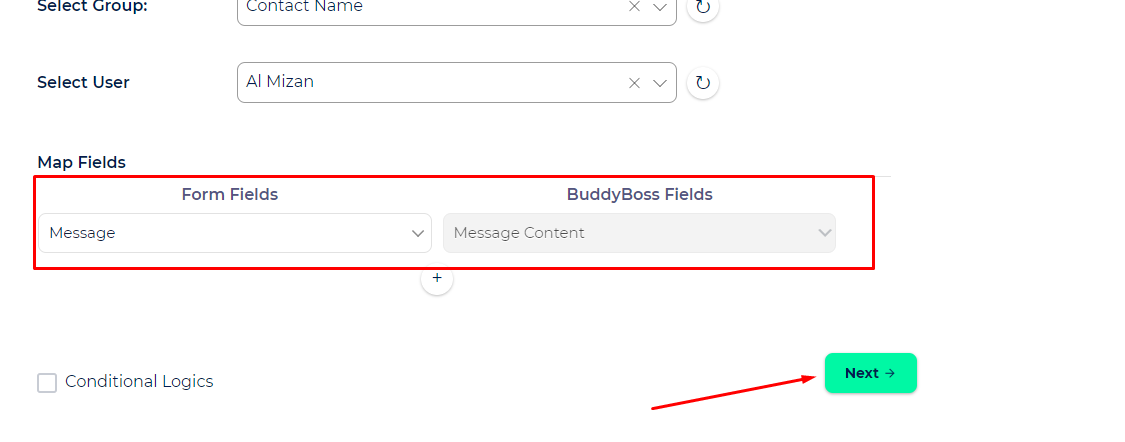 Select Group:
Contact Name
Select User
Al Mizan
Map Fields
Form Fields
BuddyBoss Fields
Message
Message Content
+
Conditional Logics
Next →